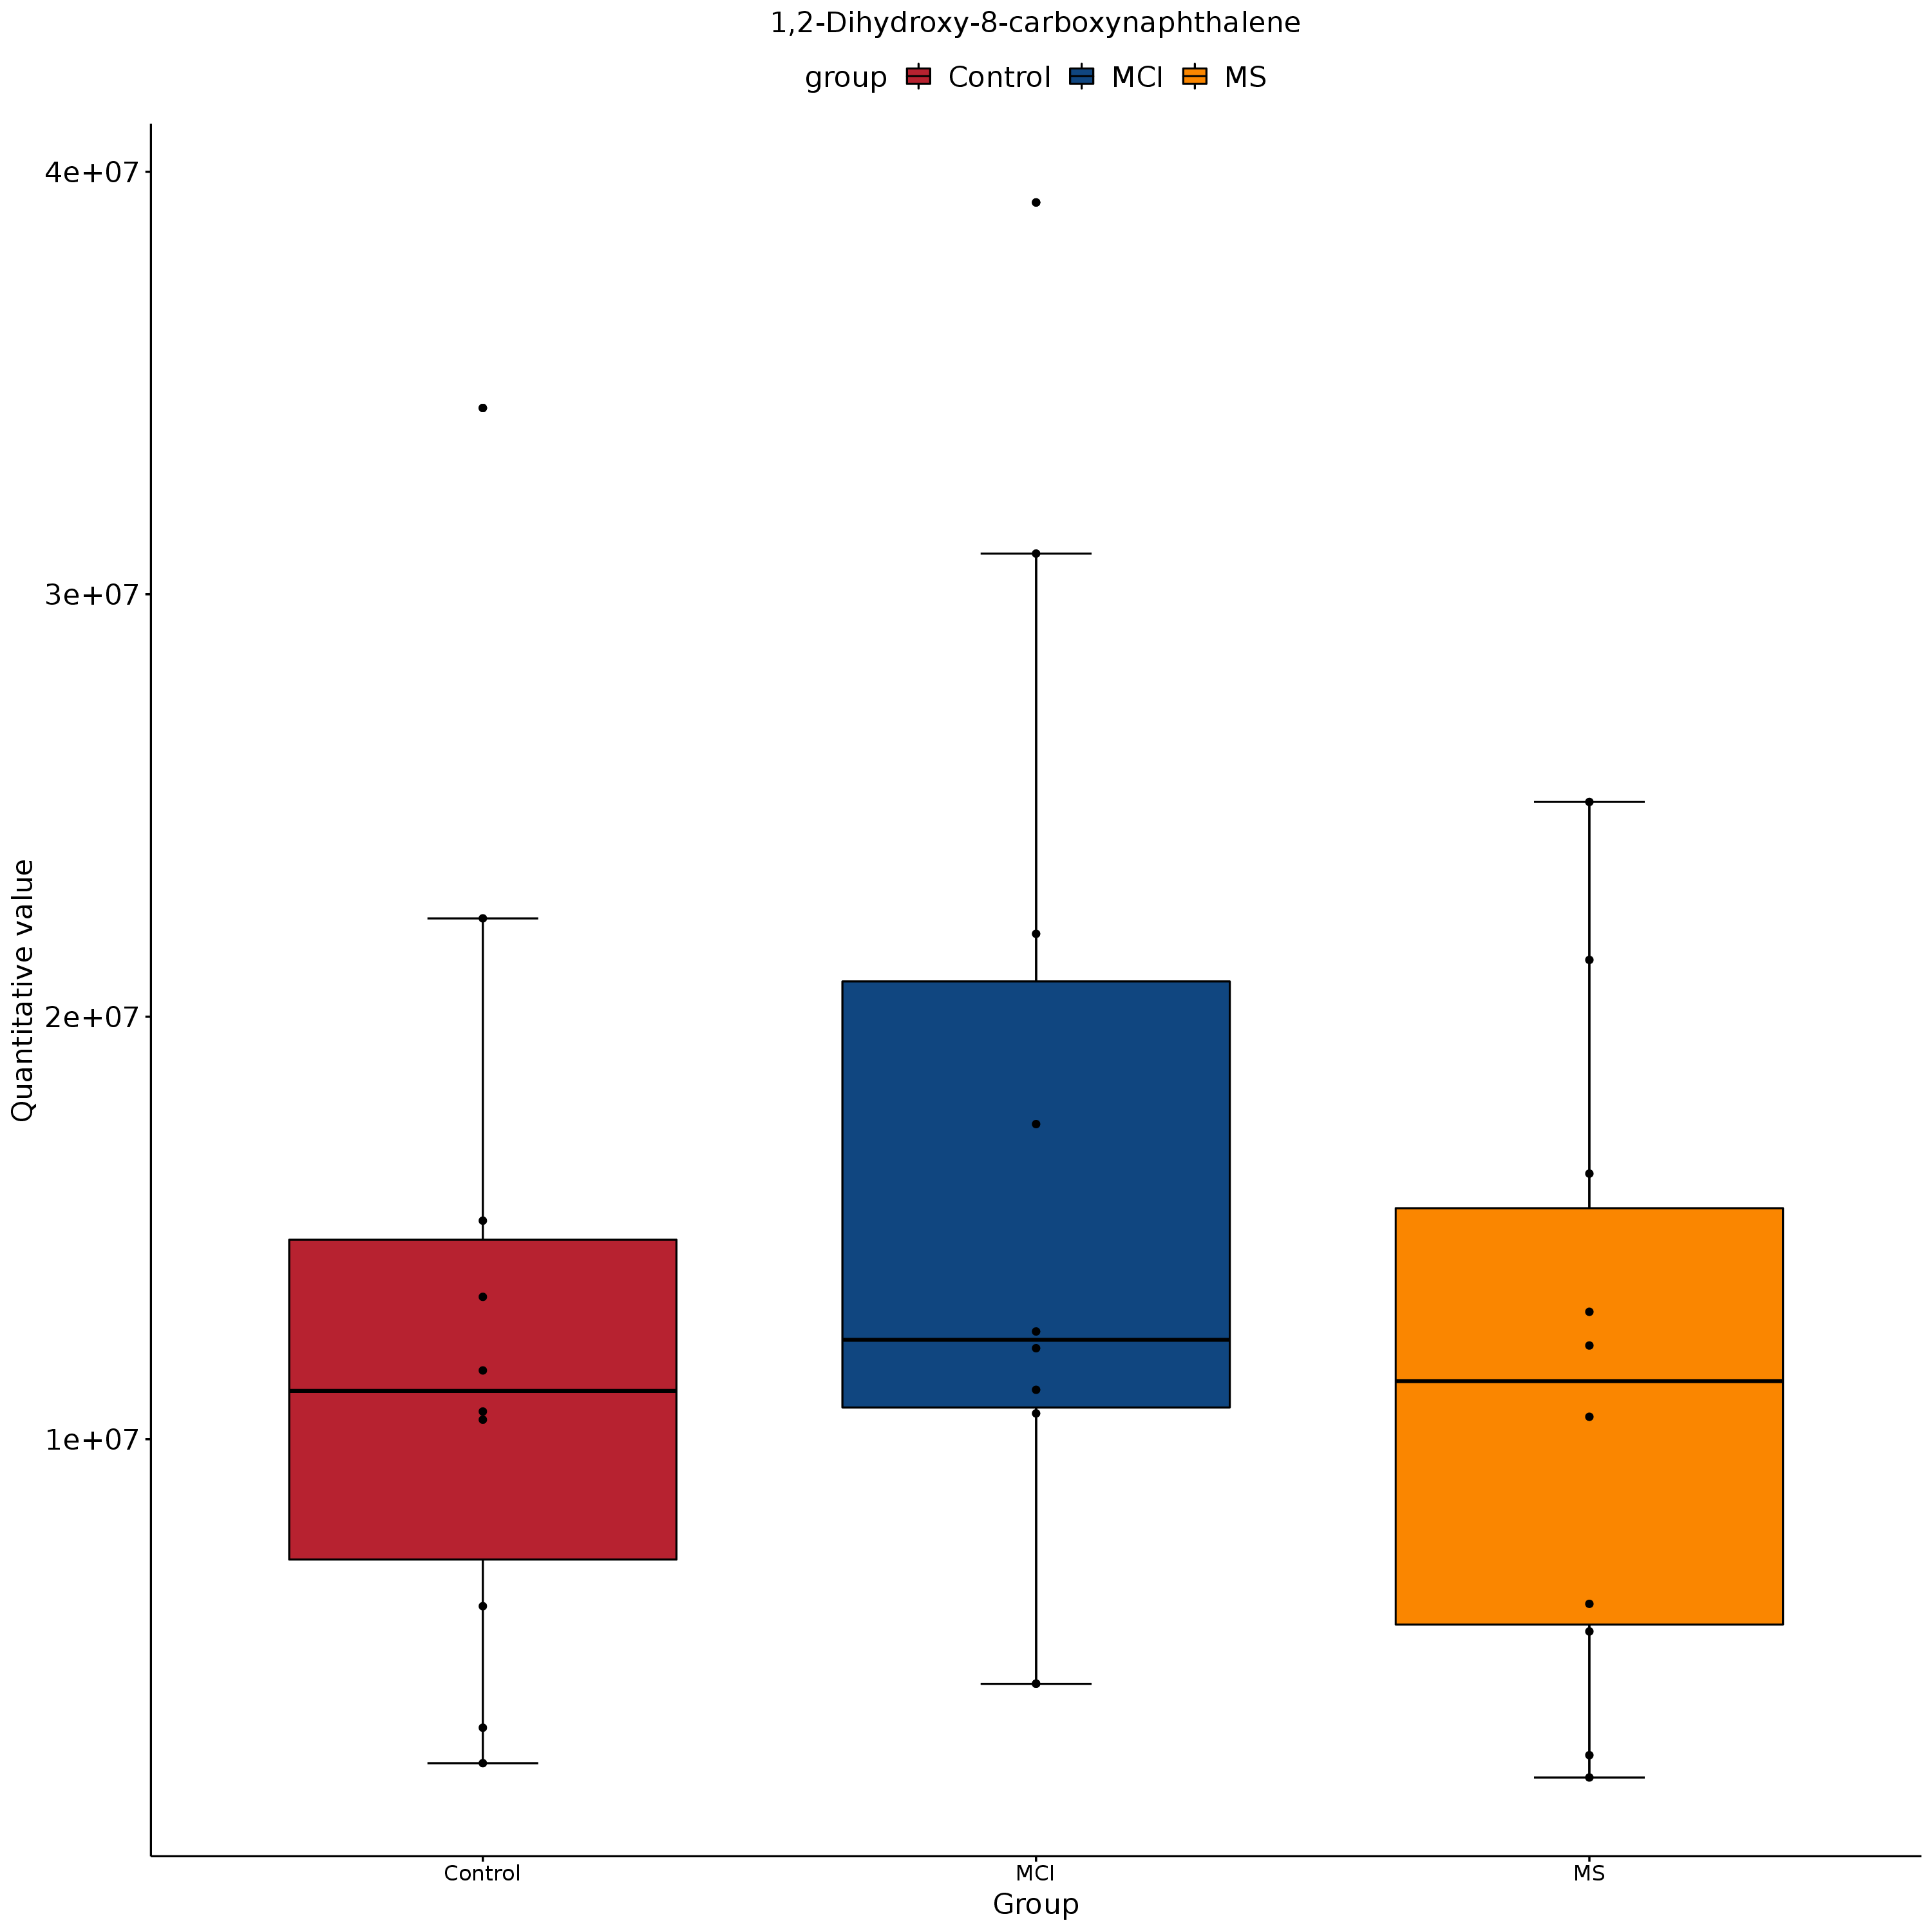 1,2-Dihydroxy-8-carboxynaphthalene
group Control MCI MS
4e+07
3e+07
2e+07
1e+07
Quantitative value
Control MCI MS
Group